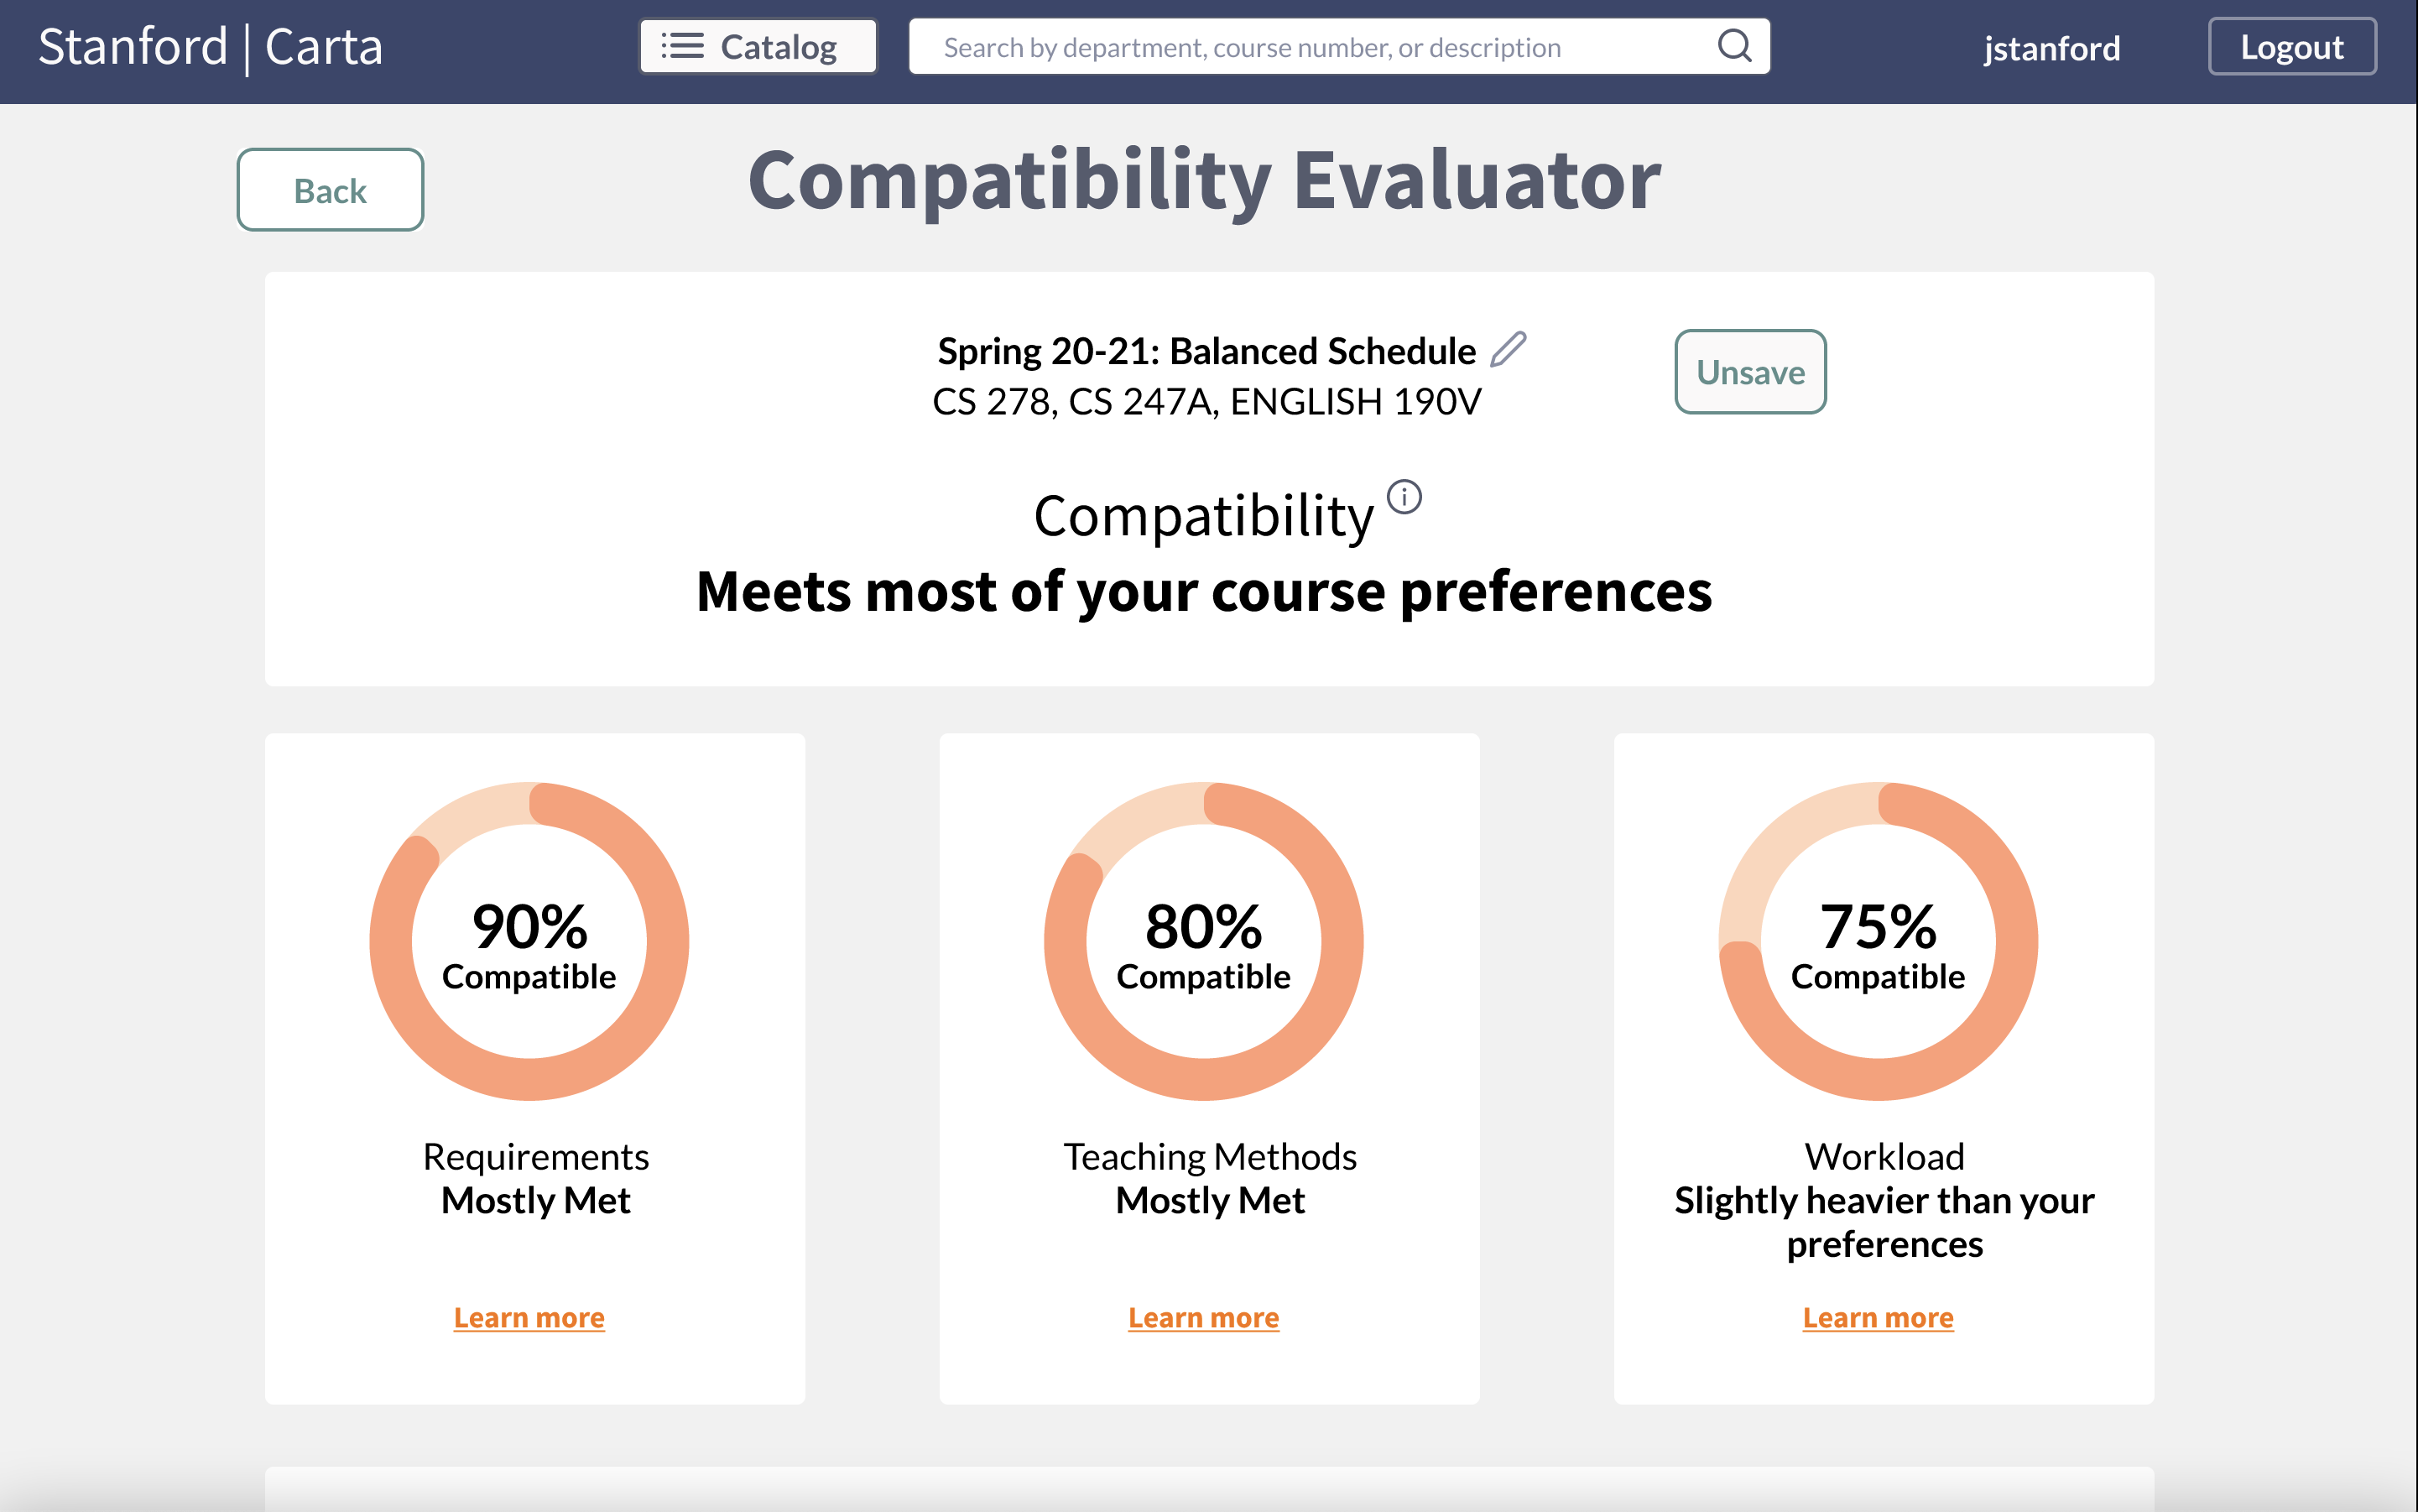 Stanford | Carta
Catalog
Search by department, course number, or description
jstanford
Logout
Back
Compatibility Evaluator
Spring 20-21: Balanced Schedule
CS 278, CS 247A, ENGLISH 190V
Unsave
Compatibility
Meets most of your course preferences
90%
Compatible
Requirements
Mostly Met
Learn more
80%
Compatible
Teaching Methods
Mostly Met
Learn more
75%
Compatible
Workload
Slightly heavier than your
preferences
Learn more